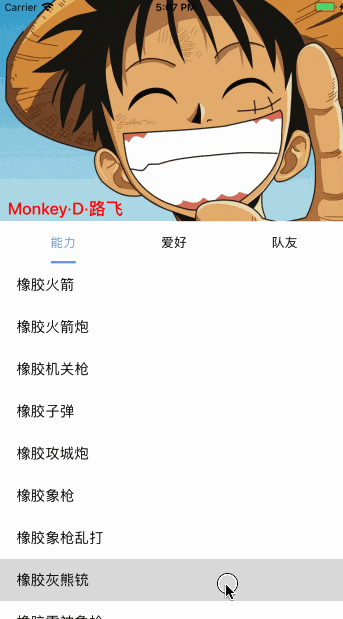 Carrier 5:07 PM
Monkey·D·路飞
能力 爱好 队友
橡胶火箭
橡胶火箭炮
橡胶机关枪
橡胶子弹
橡胶攻城炮
橡胶象枪
橡胶象枪乱打
橡胶灰熊铳